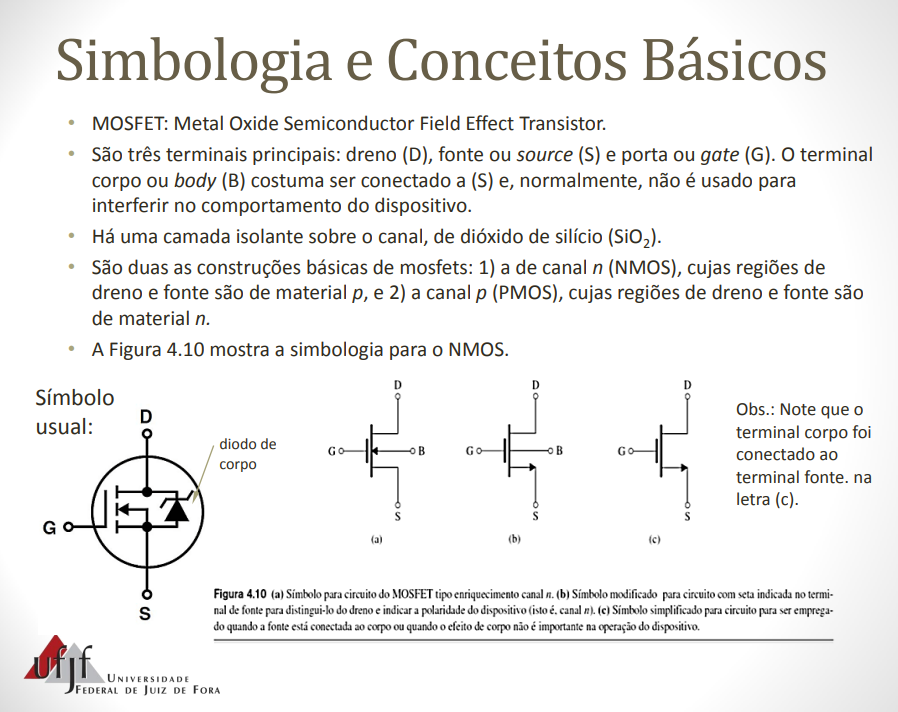 Simbologia e Conceitos Básicos
• MOSFET: Metal Oxide Semiconductor Field Effect Transistor.
• São três terminais principais: dreno (D), fonte ou source (S) e porta ou gate (G). O terminal
corpo ou body (B) costuma ser conectado a (S) e, normalmente, não é usado para
interferir no comportamento do dispositivo.
• Há uma camada isolante sobre o canal, de dióxido de silício (SiO2).
• São duas as construções básicas de mosfets: 1) a de canal n (NMOS), cujas regiões de
dreno e fonte são de material p, e 2) a canal p (PMOS), cujas regiões de dreno e fonte são
de material n.
• A Figura 4.10 mostra a simbologia para o NMOS.
Símbolo
usual:
D
diodo de
corpo
G
S
D
G
B
S
(a)
D
G
B
S
(b)
D
G
S
(c)
Obs.: Note que o
terminal corpo foi
conectado ao
terminal fonte. na
letra (c).
Figura 4.10 (a) Símbolo para circuito do MOSFET tipo enriquecimento canal n. (b) Símbolo modificado para circuito com seta indicada no termi-
nal de fonte para distingui-lo do dreno e indicar a polaridade do dispositivo (isto é, canal n). (c) Símbolo simplificado para circuito para ser emprega-
do quando a fonte está conectada ao corpo ou quando o efeito de corpo não é importante na operação do dispositivo.
ufjf
UNIVERSIDADE
FEDERAL DE JUIZ DE FORA